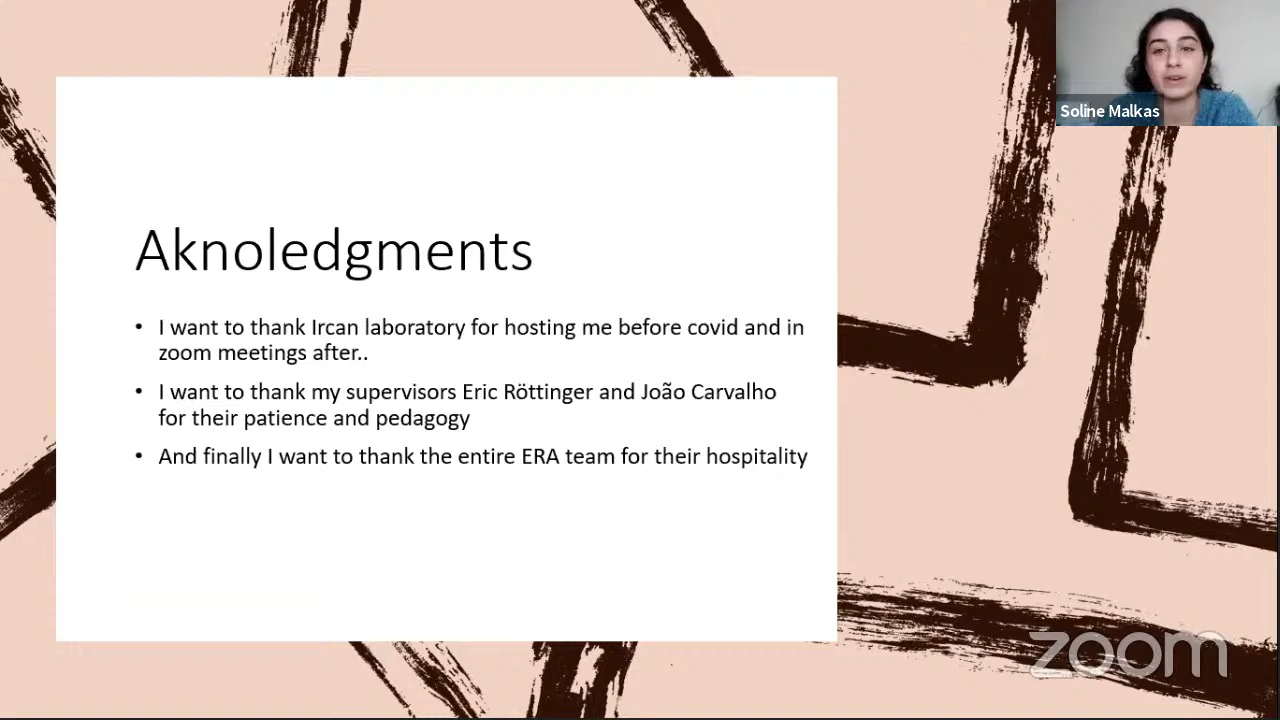 Soline Malkas
Aknoledgments
• I want to thank Ircan laboratory for hosting me before covid and in
zoom meetings after..
• I want to thank my supervisors Eric Röttinger and João Carvalho
for their patience and pedagogy
• And finally I want to thank the entire ERA team for their hospitality
zoom